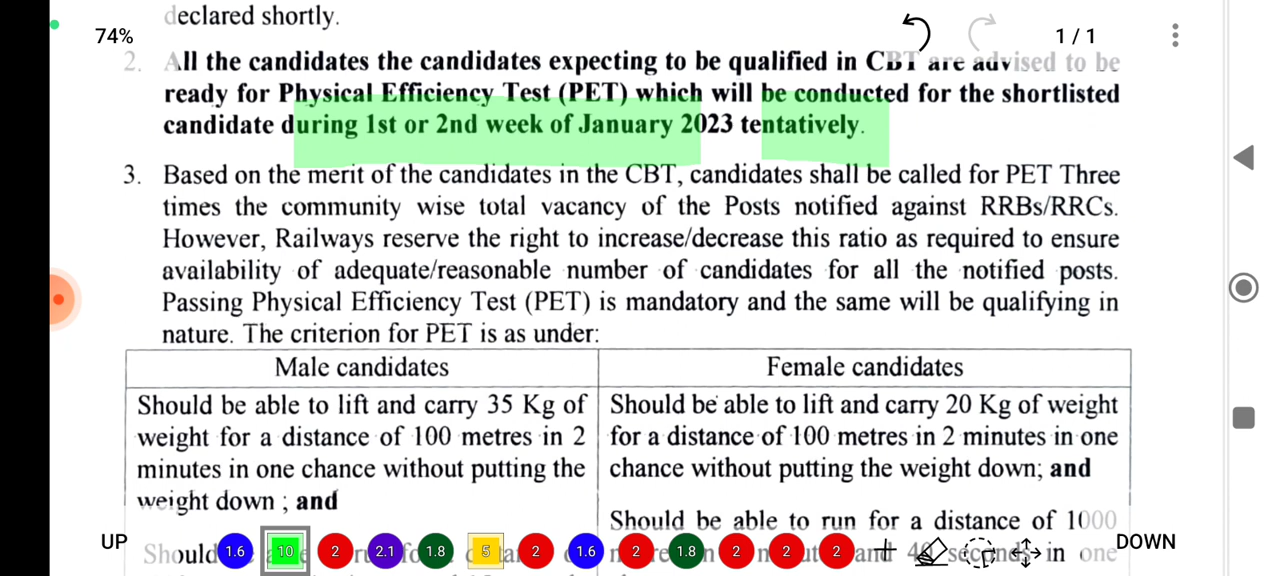 declared shortly.
74%
1 / 1
2. All the candidates the candidates expecting to be qualified in CBT are advised to be
ready for Physical Efficiency Test (PET) which will be conducted for the shortlisted
candidate during 1st or 2nd week of January 2023 tentatively.
3. Based on the merit of the candidates in the CBT, candidates shall be called for PET Three
times the community wise total vacancy of the Posts notified against RRBs/RRCs.
However, Railways reserve the right to increase/decrease this ratio as required to ensure
availability of adequate/reasonable number of candidates for all the notified posts.
Passing Physical Efficiency Test (PET) is mandatory and the same will be qualifying in
nature. The criterion for PET is as under:
Male candidates
Should be able to lift and carry 35 Kg of
weight for a distance of 100 metres in 2
minutes in one chance without putting the
weight down ; and
Should
Female candidates
Should be able to lift and carry 20 Kg of weight
for a distance of 100 metres in 2 minutes in one
chance without putting the weight down; and
Should be able to run for a distance of 1000
and 40 seconds in one
UP
1.6 10 2 2.1 1.8 5 2 1.6 2 1.8 2 2 2
DOWN